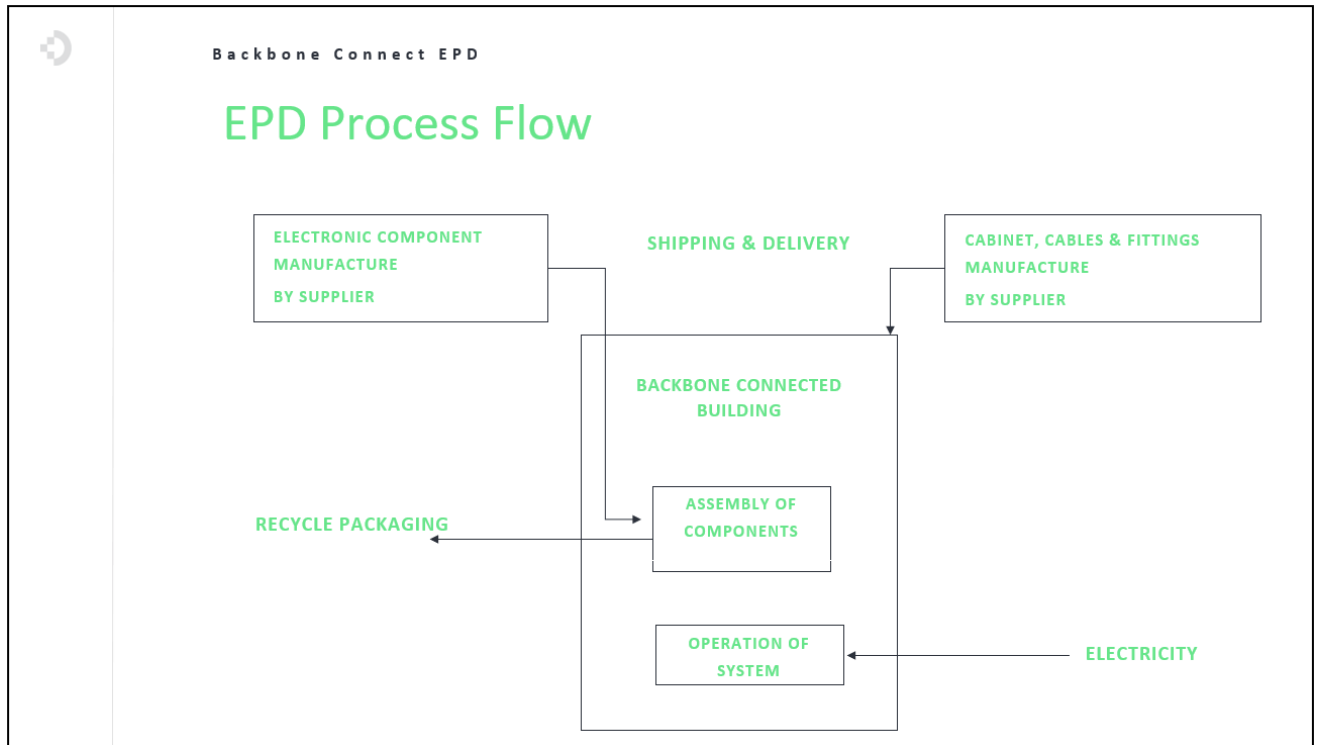 Backbone Connect EPD
EPD Process Flow
ELECTRONIC COMPONENT
MANUFACTURE
BY SUPPLIER
SHIPPING & DELIVERY
CABINET, CABLES & FITTINGS
MANUFACTURE
BY SUPPLIER
BACKBONE CONNECTED
BUILDING
ASSEMBLY OF
COMPONENTS
RECYCLE PACKAGING
OPERATION OF
SYSTEM
ELECTRICITY